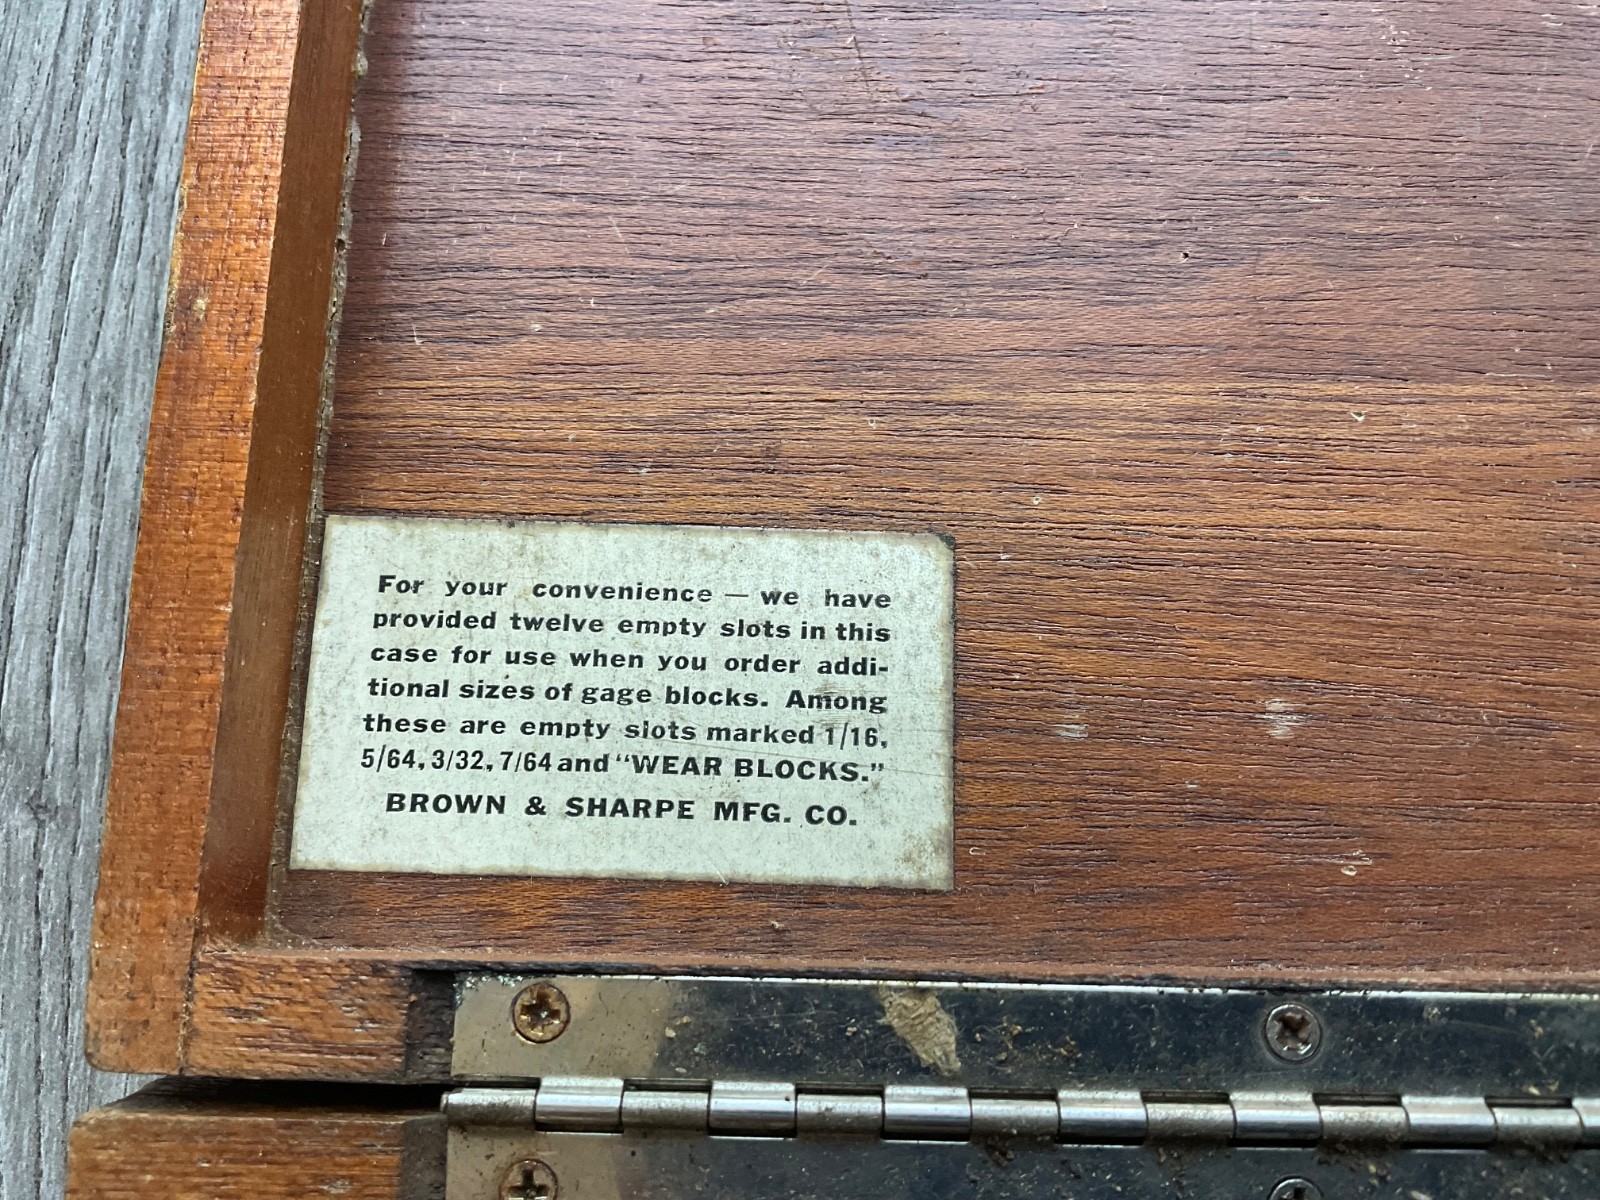 For your convenience — we have
provided twelve empty slots in this
case for use when you order addi-
tional sizes of gage blocks. Among
these are empty slots marked 1/16,
5/64, 3/32, 7/64 and "WEAR BLOCKS."
BROWN & SHARPE MFG. CO.